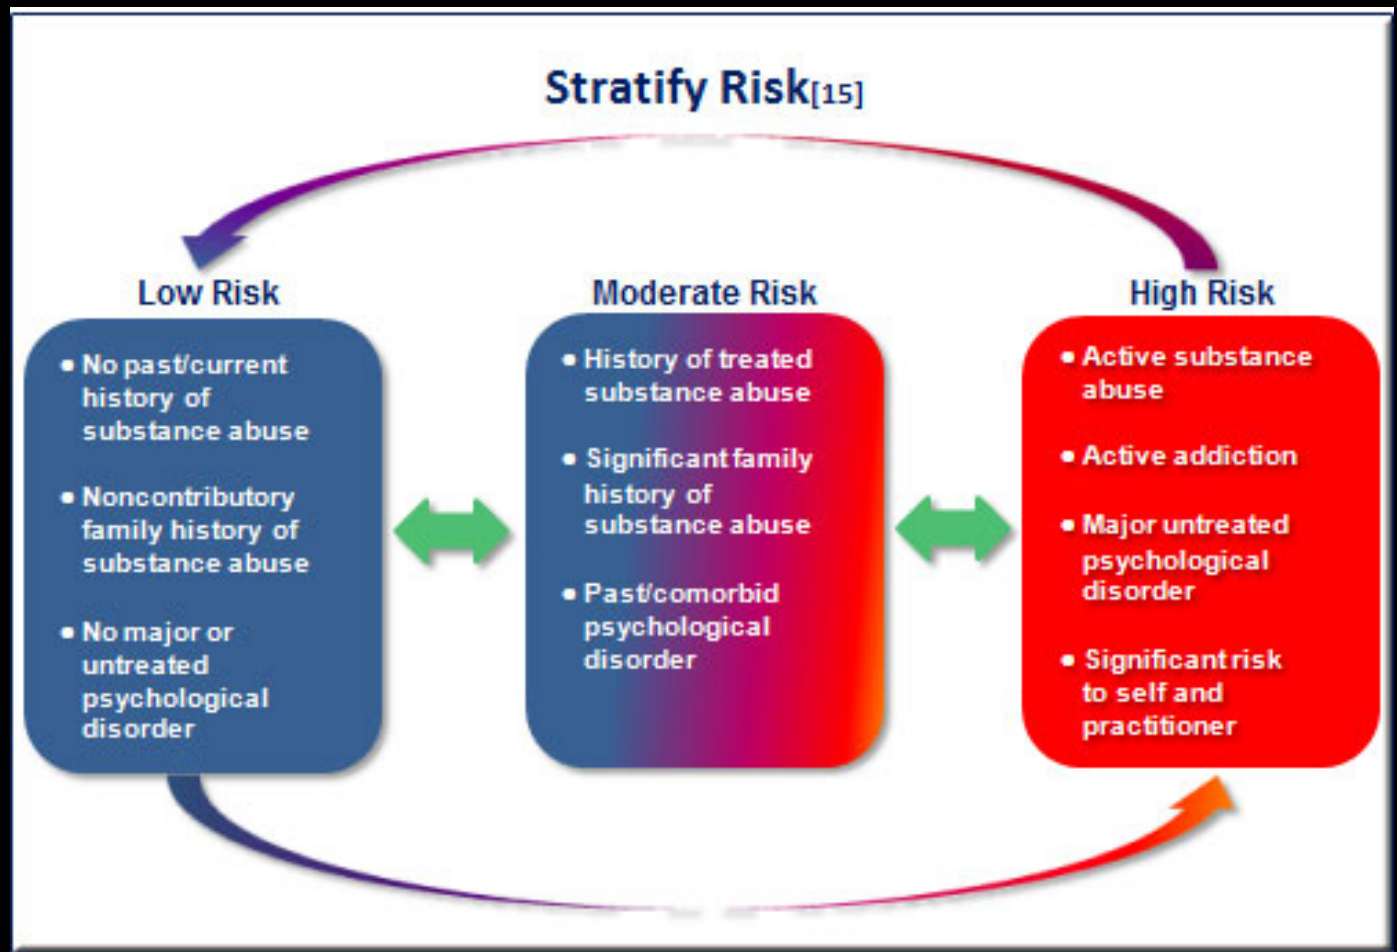 Stratify Risk[15]
Low Risk
• No past/current
history of
substance abuse
• Noncontributory
family history of
substance abuse
• No major or
untreated
psychological
disorder
Moderate Risk
• History of treated
substance abuse
• Significant family
history of
substance abuse
• Past/comorbid
psychological
disorder
High Risk
• Active substance
abuse
• Active addiction
• Major untreated
psychological
disorder
• Significant risk
to self and
practitioner